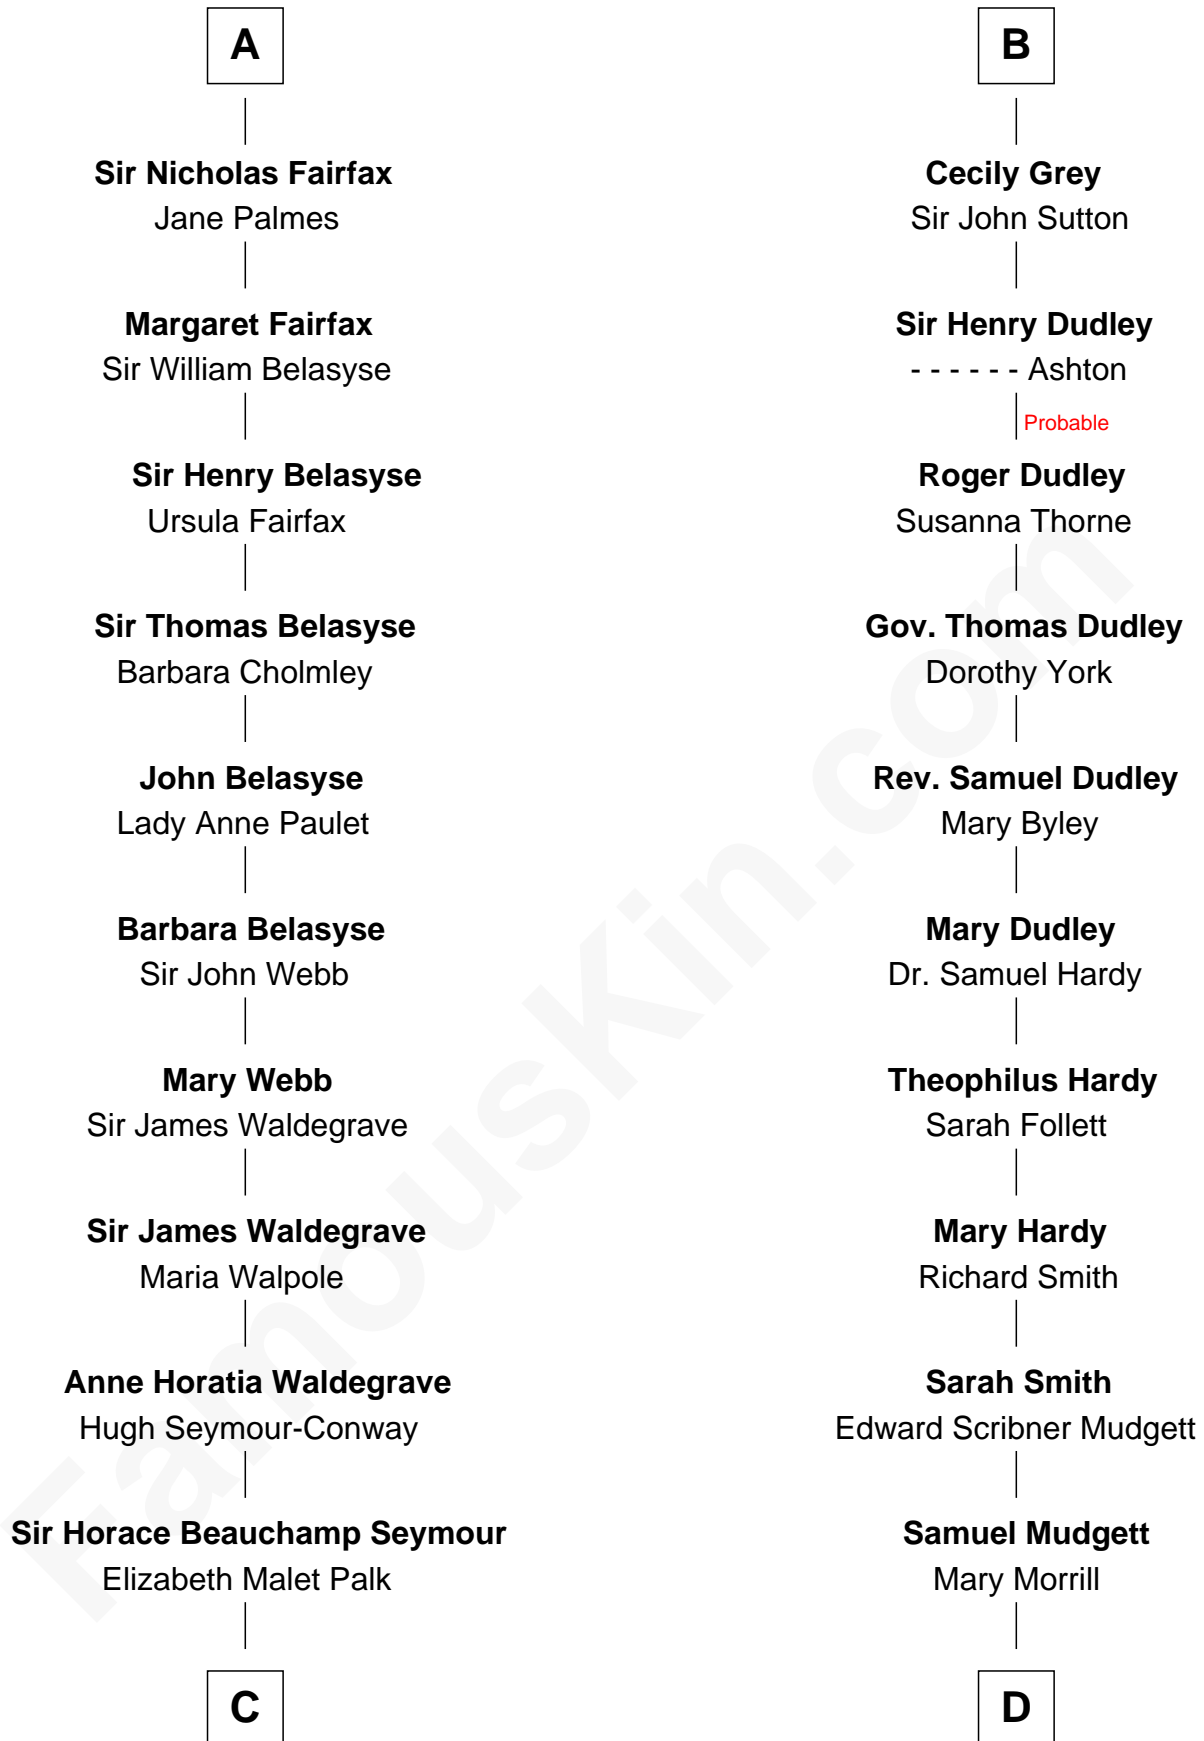 A
Sir Nicholas Fairfax
Jane Palmes
Margaret Fairfax
Sir William Belasyse
Sir Henry Belasyse
Ursula Fairfax
Sir Thomas Belasyse
Barbara Cholmley
John Belasyse
Lady Anne Paulet
Barbara Belasyse
Sir John Webb
Mary Webb
Sir James Waldegrave
Sir James Waldegrave
Maria Walpole
Anne Horatia Waldegrave
Hugh Seymour-Conway
Sir Horace Beauchamp Seymour
Elizabeth Malet Palk
C
B
Cecily Grey
Sir John Sutton
Sir Henry Dudley
- - - - - - Ashton
Probable
Roger Dudley
Susanna Thorne
Gov. Thomas Dudley
Dorothy York
Rev. Samuel Dudley
Mary Byley
Mary Dudley
Dr. Samuel Hardy
Theophilus Hardy
Sarah Follett
Mary Hardy
Richard Smith
Sarah Smith
Edward Scribner Mudgett
Samuel Mudgett
Mary Morrill
D
FamousKin.com